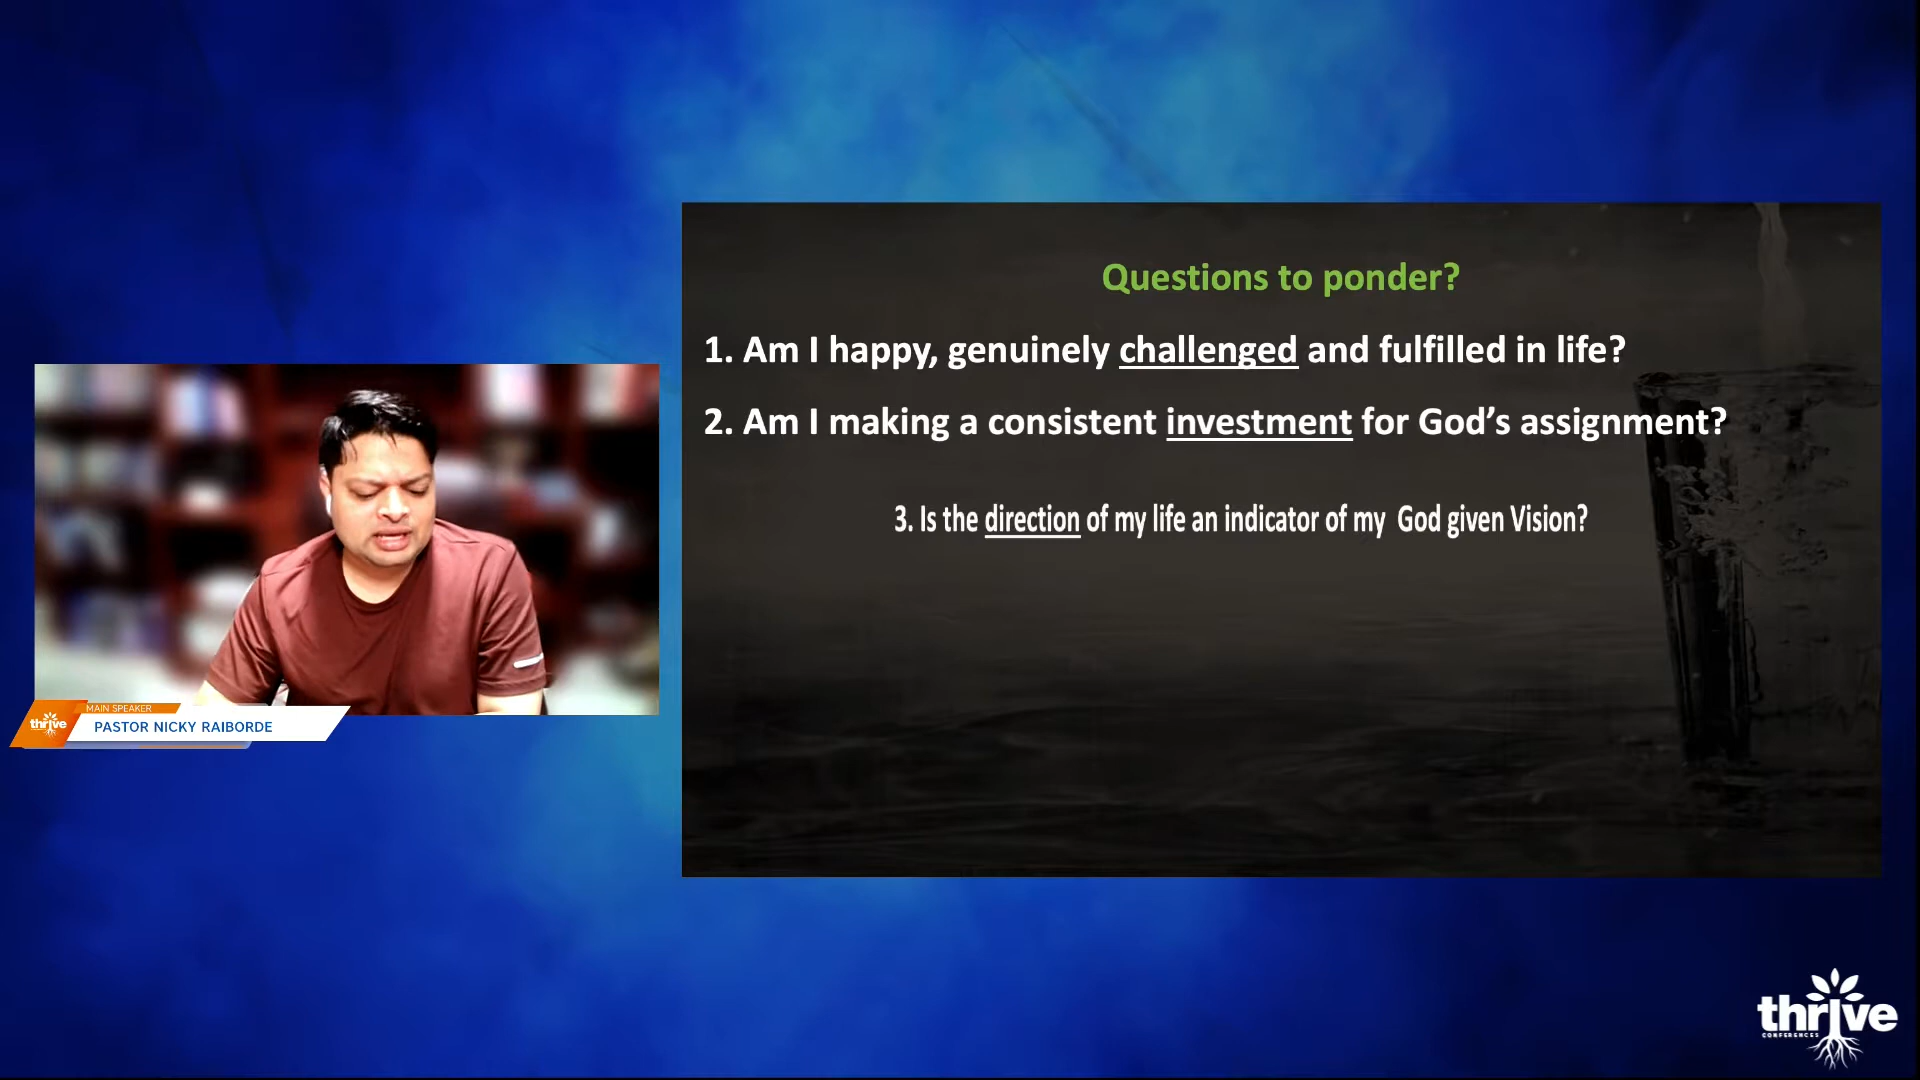 Questions to ponder?
1. Am I happy, genuinely challenged and fulfilled in life?
2. Am I making a consistent investment for God’s assignment?
3. Is the direction of my life an indicator of my God given Vision?
MAIN SPEAKER
thrive
PASTOR NICKY RAIBORDE
thrive
CONFERENCES